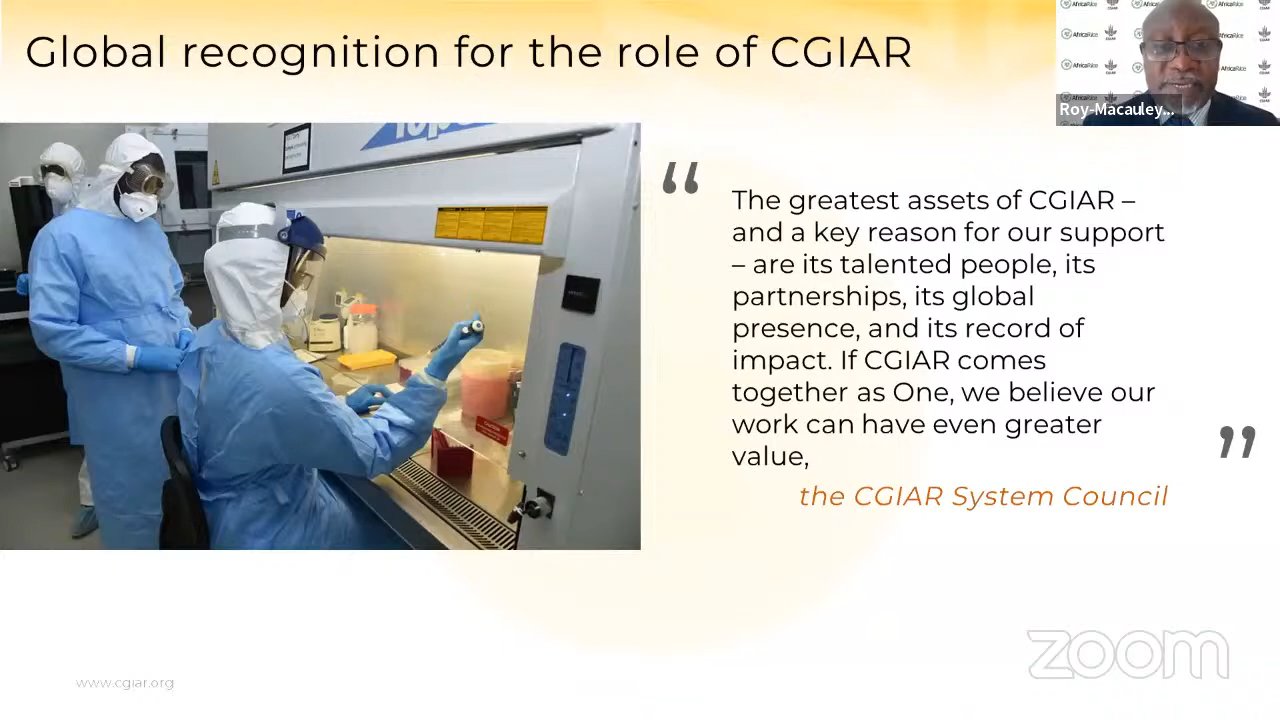 Global recognition for the role of CGIAR
AfricaRice
CGIAR
Roy-Macauley...
“
The greatest assets of CGIAR –
and a key reason for our support
– are its talented people, its
partnerships, its global
presence, and its record of
impact. If CGIAR comes
together as One, we believe our
work can have even greater
value,
”
the CGIAR System Council
zoom
www.cgiar.org